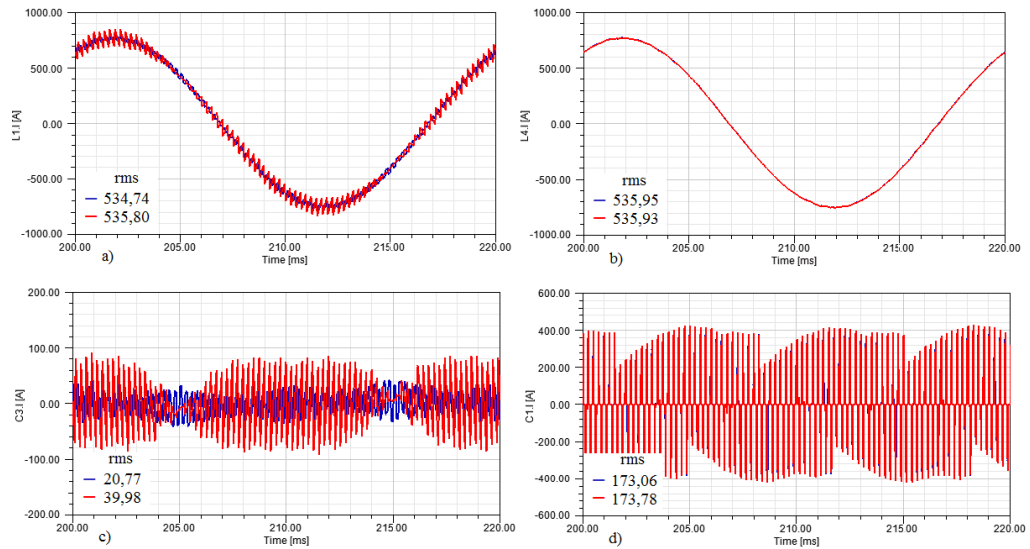 1000.00
500.00
0.00
-500.00
-1000.00
L1.I [A]
rms
534,74
535,80
200.00 205.00 210.00 215.00 220.00
Time [ms]
a)
1000.00
500.00
0.00
-500.00
-1000.00
L4.I [A]
rms
535,95
535,93
200.00 205.00 210.00 215.00 220.00
Time [ms]
b)
200.00
100.00
0.00
-100.00
-200.00
C3.I [A]
rms
20,77
39,98
200.00 205.00 210.00 215.00 220.00
Time [ms]
c)
600.00
400.00
200.00
0.00
-200.00
-400.00
-600.00
C1.I [A]
rms
173,06
173,78
200.00 205.00 210.00 215.00 220.00
Time [ms]
d)